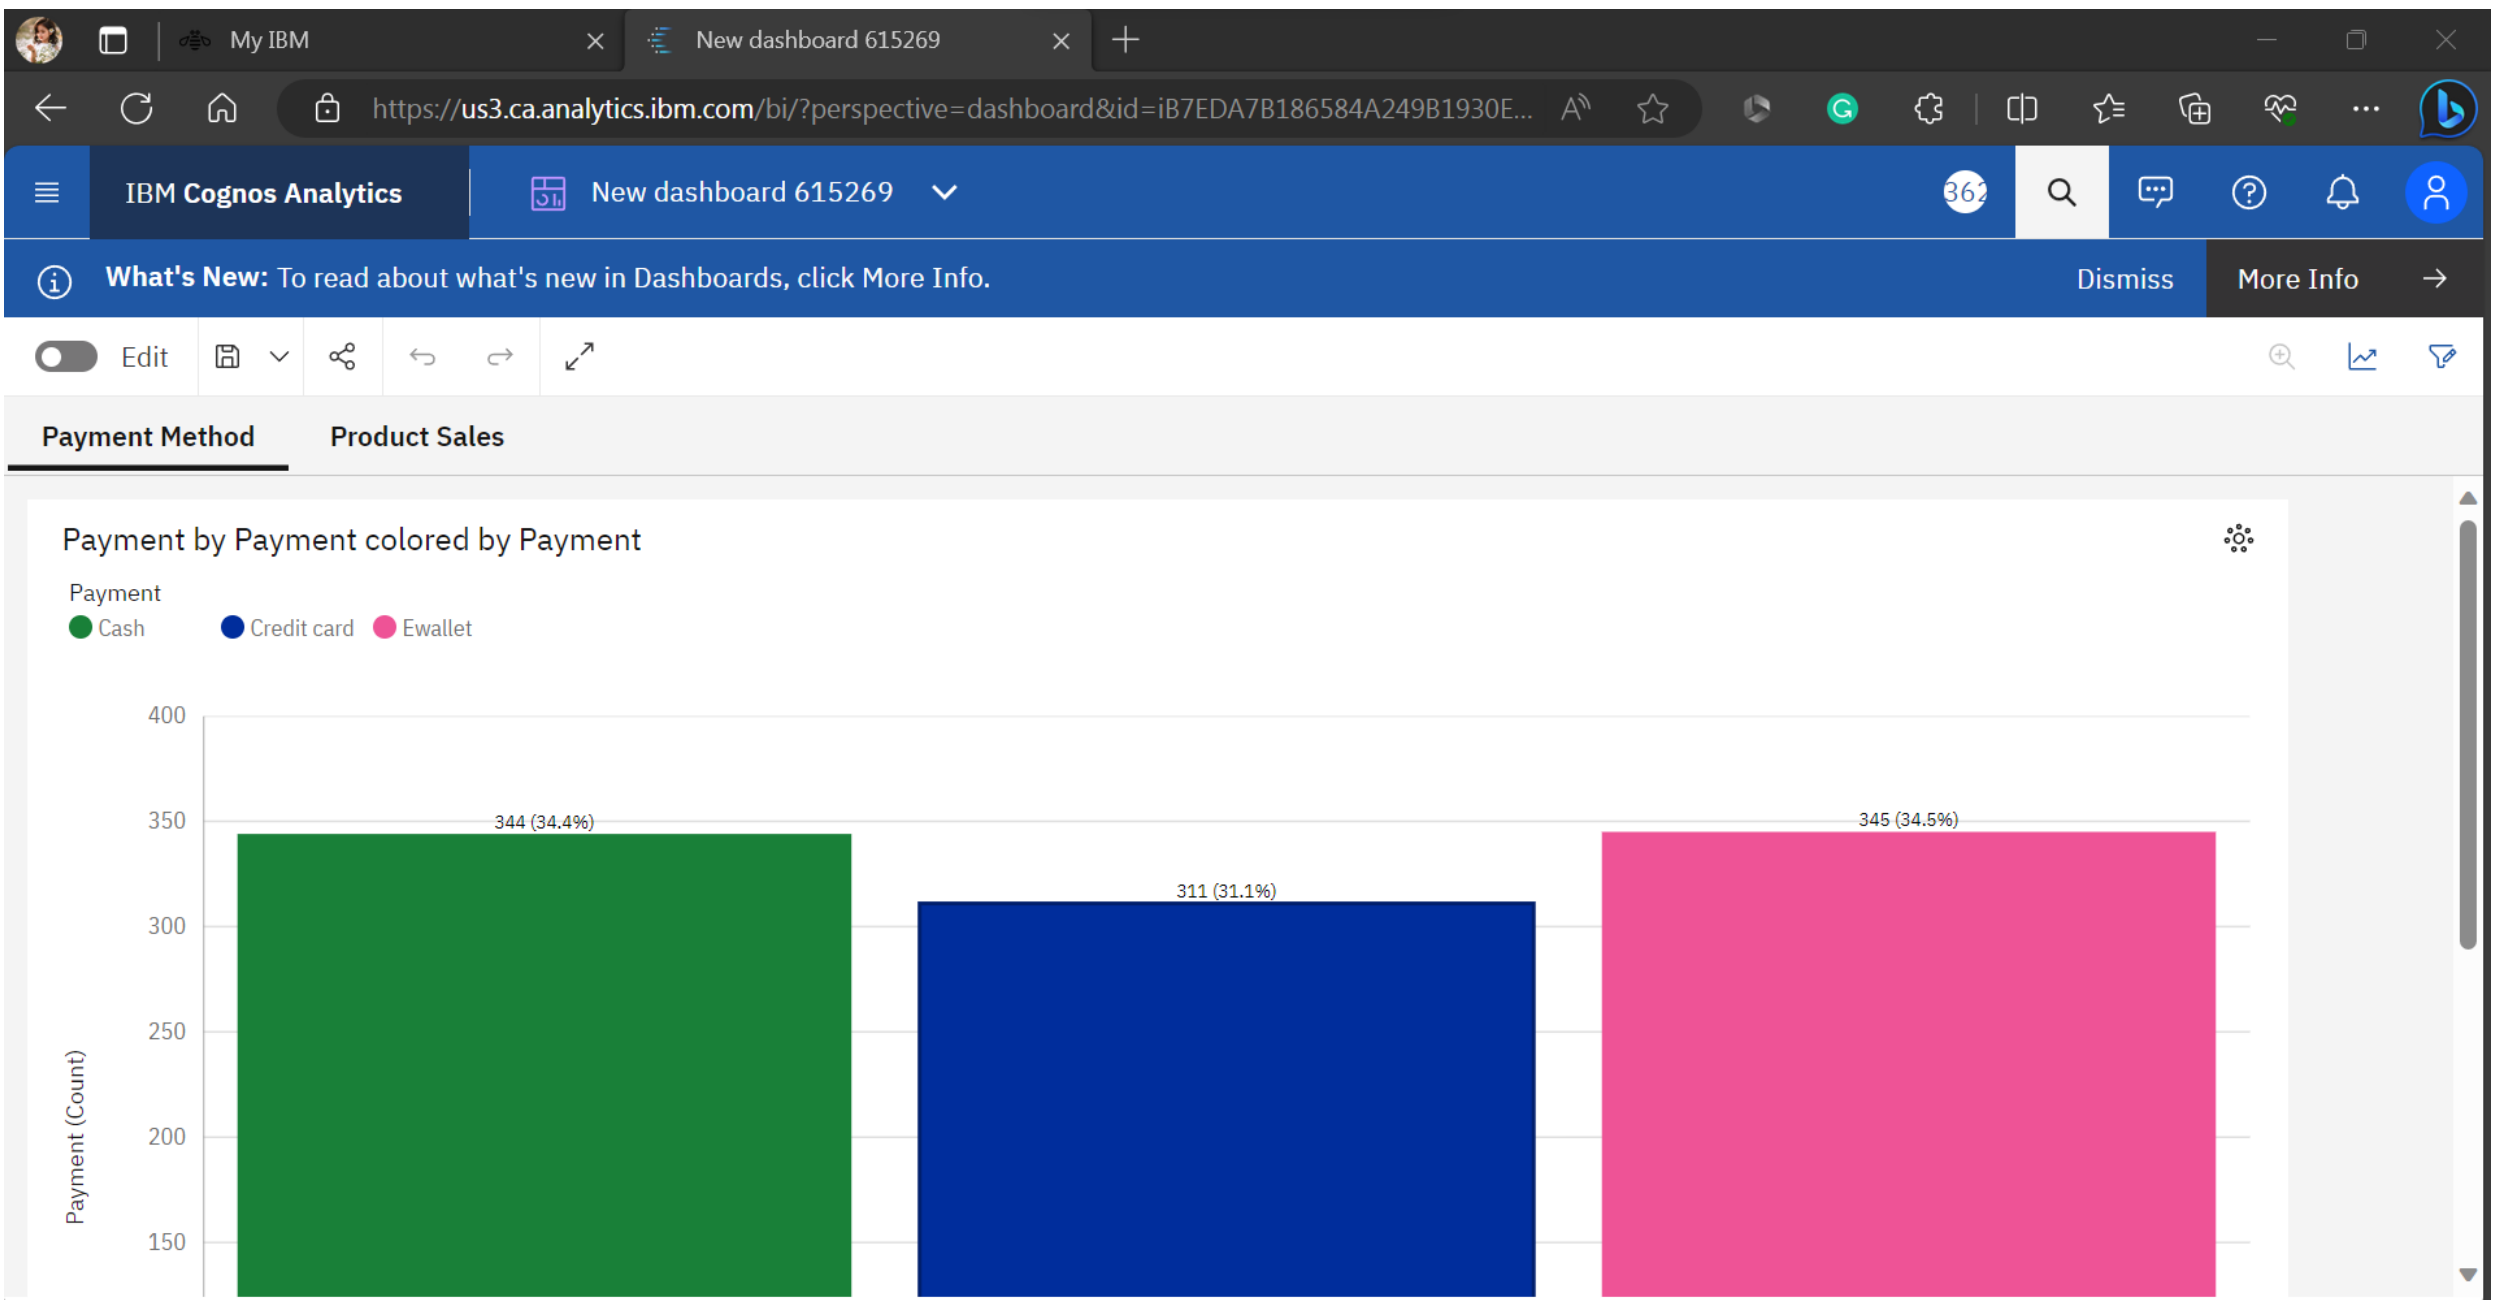 My IBM
New dashboard 615269
https://us3.ca.analytics.ibm.com/bi/?perspective=dashboard&id=iB7EDA7B186584A249B1930E...
IBM Cognos Analytics
New dashboard 615269
362
What's New: To read about what's new in Dashboards, click More Info.
Dismiss
More Info
Edit
Payment Method
Product Sales
Payment by Payment colored by Payment
Payment
Cash
Credit card
Ewallet
400
350
300
250
200
150
Payment (Count)
344 (34.4%)
311 (31.1%)
345 (34.5%)